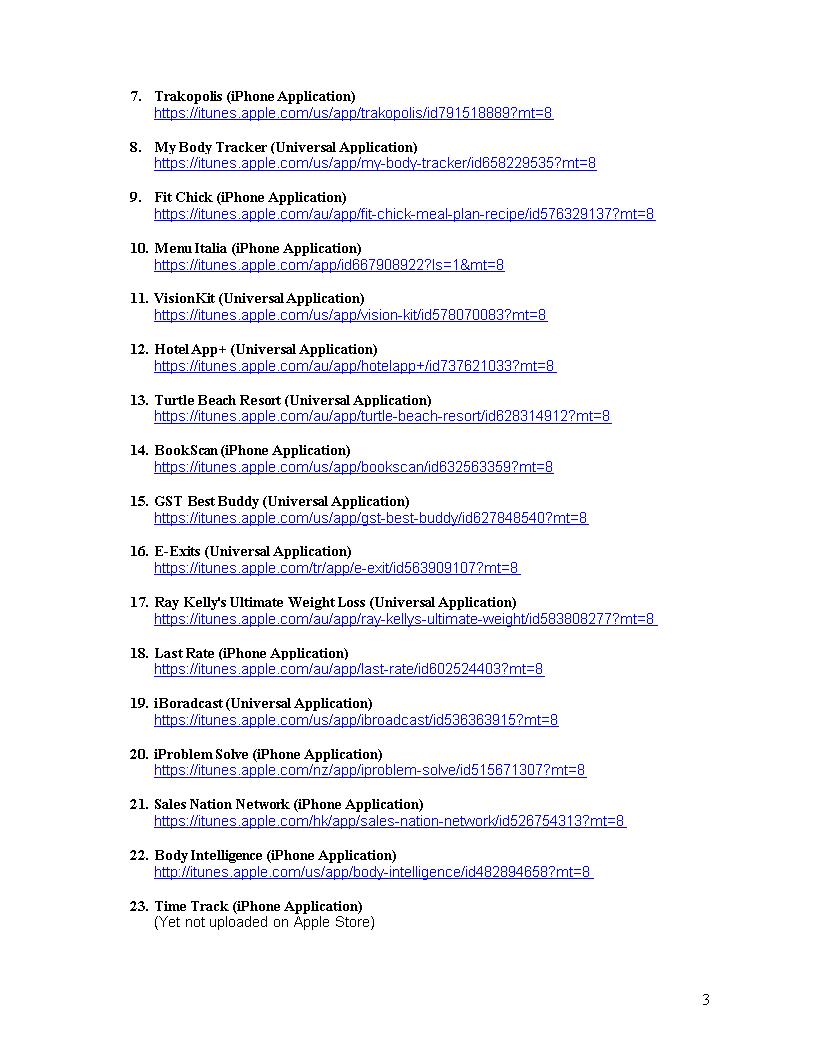 7. Trakopolis (iPhone Application)
https://itunes.apple.com/us/app/trakopolis/id791518889?mt=8
8. My Body Tracker (Universal Application)
https://itunes.apple.com/us/app/my-body-tracker/id658229535?mt=8
9. Fit Chick (iPhone Application)
https://itunes.apple.com/au/app/fit-chick-meal-plan-recipe/id576329137?mt=8
10. Menu Italia (iPhone Application)
https://itunes.apple.com/app/id667908922?ls=1&mt=8
11. VisionKit (Universal Application)
https://itunes.apple.com/us/app/vision-kit/id578070083?mt=8
12. Hotel App+ (Universal Application)
https://itunes.apple.com/au/app/hotelapp+/id737621033?mt=8
13. Turtle Beach Resort (Universal Application)
https://itunes.apple.com/au/app/turtle-beach-resort/id628314912?mt=8
14. BookScan (iPhone Application)
https://itunes.apple.com/us/app/bookscan/id632563359?mt=8
15. GST Best Buddy (Universal Application)
https://itunes.apple.com/us/app/gst-best-buddy/id627848540?mt=8
16. E-Exits (Universal Application)
https://itunes.apple.com/tr/app/e-exit/id563909107?mt=8
17. Ray Kelly's Ultimate Weight Loss (Universal Application)
https://itunes.apple.com/au/app/ray-kellys-ultimate-weight/id583808277?mt=8
18. Last Rate (iPhone Application)
https://itunes.apple.com/au/app/last-rate/id602524403?mt=8
19. iBoradcast (Universal Application)
https://itunes.apple.com/us/app/ibroadcast/id536363915?mt=8
20. iProblem Solve (iPhone Application)
https://itunes.apple.com/nz/app/iproblem-solve/id515671307?mt=8
21. Sales Nation Network (iPhone Application)
https://itunes.apple.com/hk/app/sales-nation-network/id526754313?mt=8
22. Body Intelligence (iPhone Application)
http://itunes.apple.com/us/app/body-intelligence/id482894658?mt=8
23. Time Track (iPhone Application)
(Yet not uploaded on Apple Store)
3